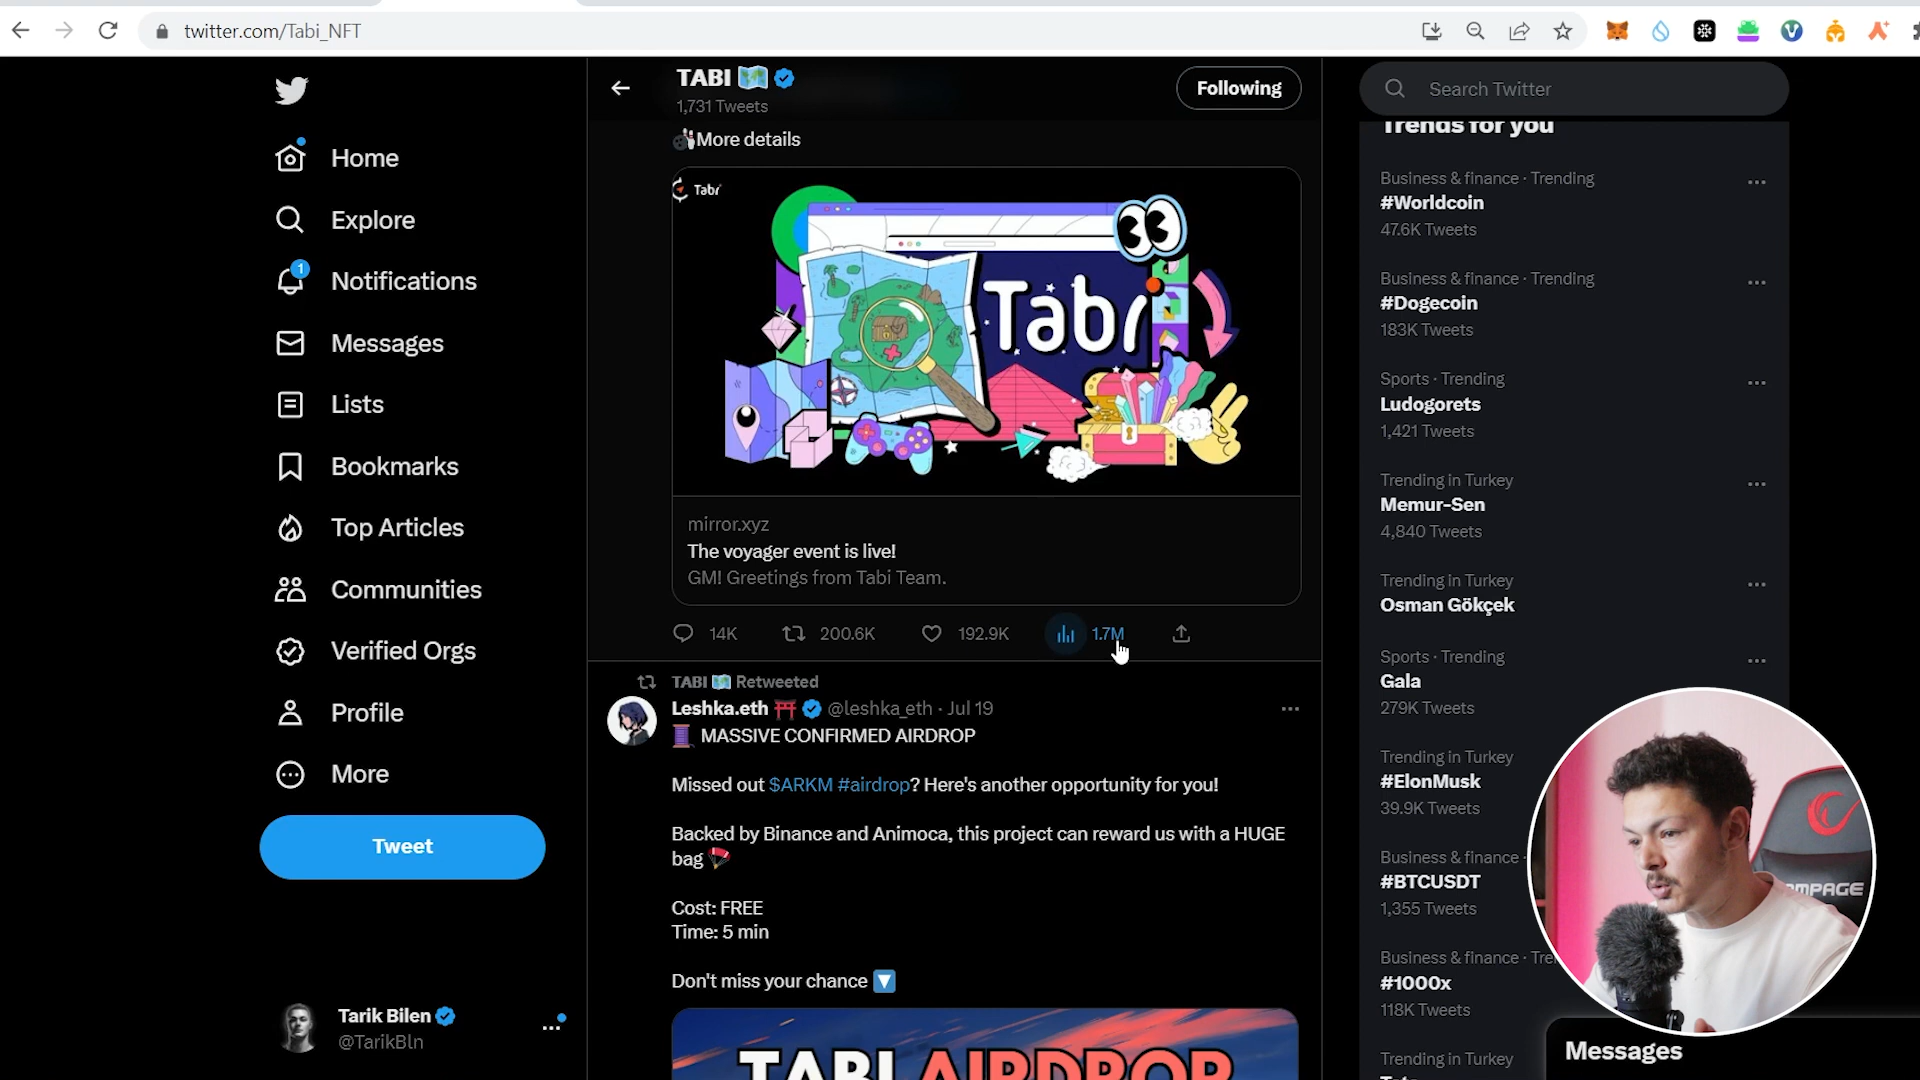 twitter.com/Tabi_NFT
Home
Explore
1
Notifications
Messages
Lists
Bookmarks
Top Articles
Communities
Verified Orgs
Profile
More
Tweet
Tarik Bilen
@TarikBln
TABI
1,731 Tweets
Following
More details
Tabi
Tabi
mirror.xyz
The voyager event is live!
GM! Greetings from Tabi Team.
14K 200.6K 192.9K 1.7M
TABI Retweeted
Leshka.eth @leshka_eth · Jul 19
MASSIVE CONFIRMED AIRDROP
Missed out $ARKM #airdrop? Here's another opportunity for you!
Backed by Binance and Animoca, this project can reward us with a HUGE
bag
Cost: FREE
Time: 5 min
Don't miss your chance
TABI AIRDROP
Search Twitter
Trends for you
Business & finance · Trending
#Worldcoin
47.6K Tweets
Business & finance · Trending
#Dogecoin
183K Tweets
Sports · Trending
Ludogorets
1,421 Tweets
Trending in Turkey
Memur-Sen
4,840 Tweets
Trending in Turkey
Osman Gökçek
Sports · Trending
Gala
279K Tweets
Trending in Turkey
#ElonMusk
39.9K Tweets
Business & finance ·
#BTCUSDT
1,355 Tweets
Business & finance · Tre
#1000x
118K Tweets
Trending in Turkey
Messages